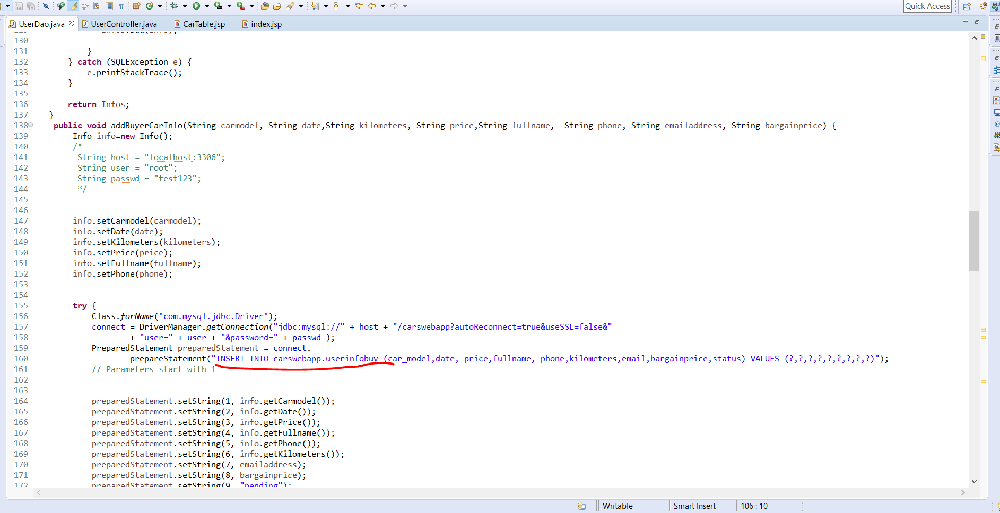 Quick Access
UserDao.java
UserController.java
CarTable.jsp
index.jsp
130
131 }
132 } catch (SQLException e) {
133 e.printStackTrace();
134 }
135
136 return Infos;
137 }
138 public void addBuyerCarInfo(String carmodel, String date,String kilometers, String price,String fullname,  String phone, String emailaddress, String bargainprice) {
139 Info info=new Info();
140 /*
141 String host = "localhost:3306";
142 String user = "root";
143 String passwd = "test123";
144 */
145
146
147 info.setCarmodel(carmodel);
148 info.setDate(date);
149 info.setKilometers(kilometers);
150 info.setPrice(price);
151 info.setFullname(fullname);
152 info.setPhone(phone);
153
154
155 try {
156 Class.forName("com.mysql.jdbc.Driver");
157 connect = DriverManager.getConnection("jdbc:mysql://" + host + "/carswebapp?autoReconnect=true&useSSL=false&"
158 + "user=" + user + "&password=" + passwd );
159 PreparedStatement preparedStatement = connect.
160 prepareStatement("INSERT INTO carswebapp.userinfobuy (car_model,date, price,fullname, phone,kilometers,email,bargainprice,status) VALUES (?,?,?,?,?,?,?,?,?)");
161 // Parameters start with 1
162
163
164 preparedStatement.setString(1, info.getCarmodel());
165 preparedStatement.setString(2, info.getDate());
166 preparedStatement.setString(3, info.getPrice());
167 preparedStatement.setString(4, info.getFullname());
168 preparedStatement.setString(5, info.getPhone());
169 preparedStatement.setString(6, info.getKilometers());
170 preparedStatement.setString(7, emailaddress);
171 preparedStatement.setString(8, bargainprice);
172 preparedStatement.setString(9, "pending");
Writable
Smart Insert
106 : 10